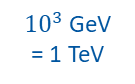 10³ GeV
= 1 TeV